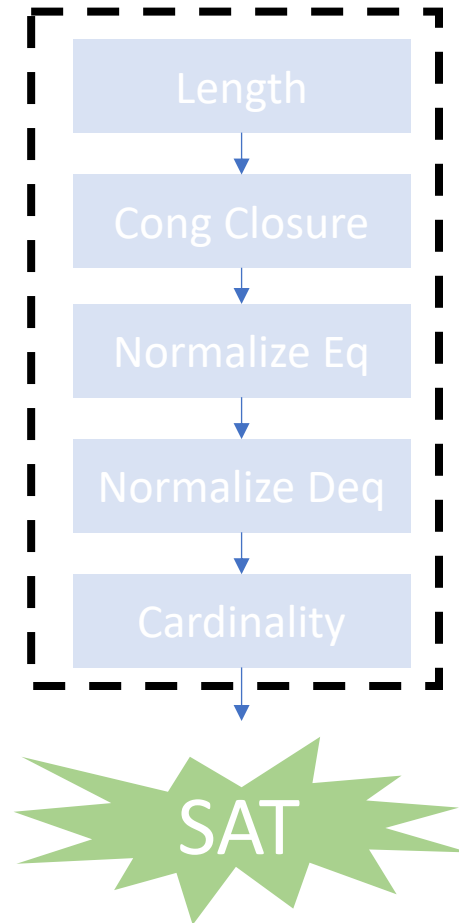 Length
Cong Closure
Normalize Eq
Normalize Deq
Cardinality
SAT